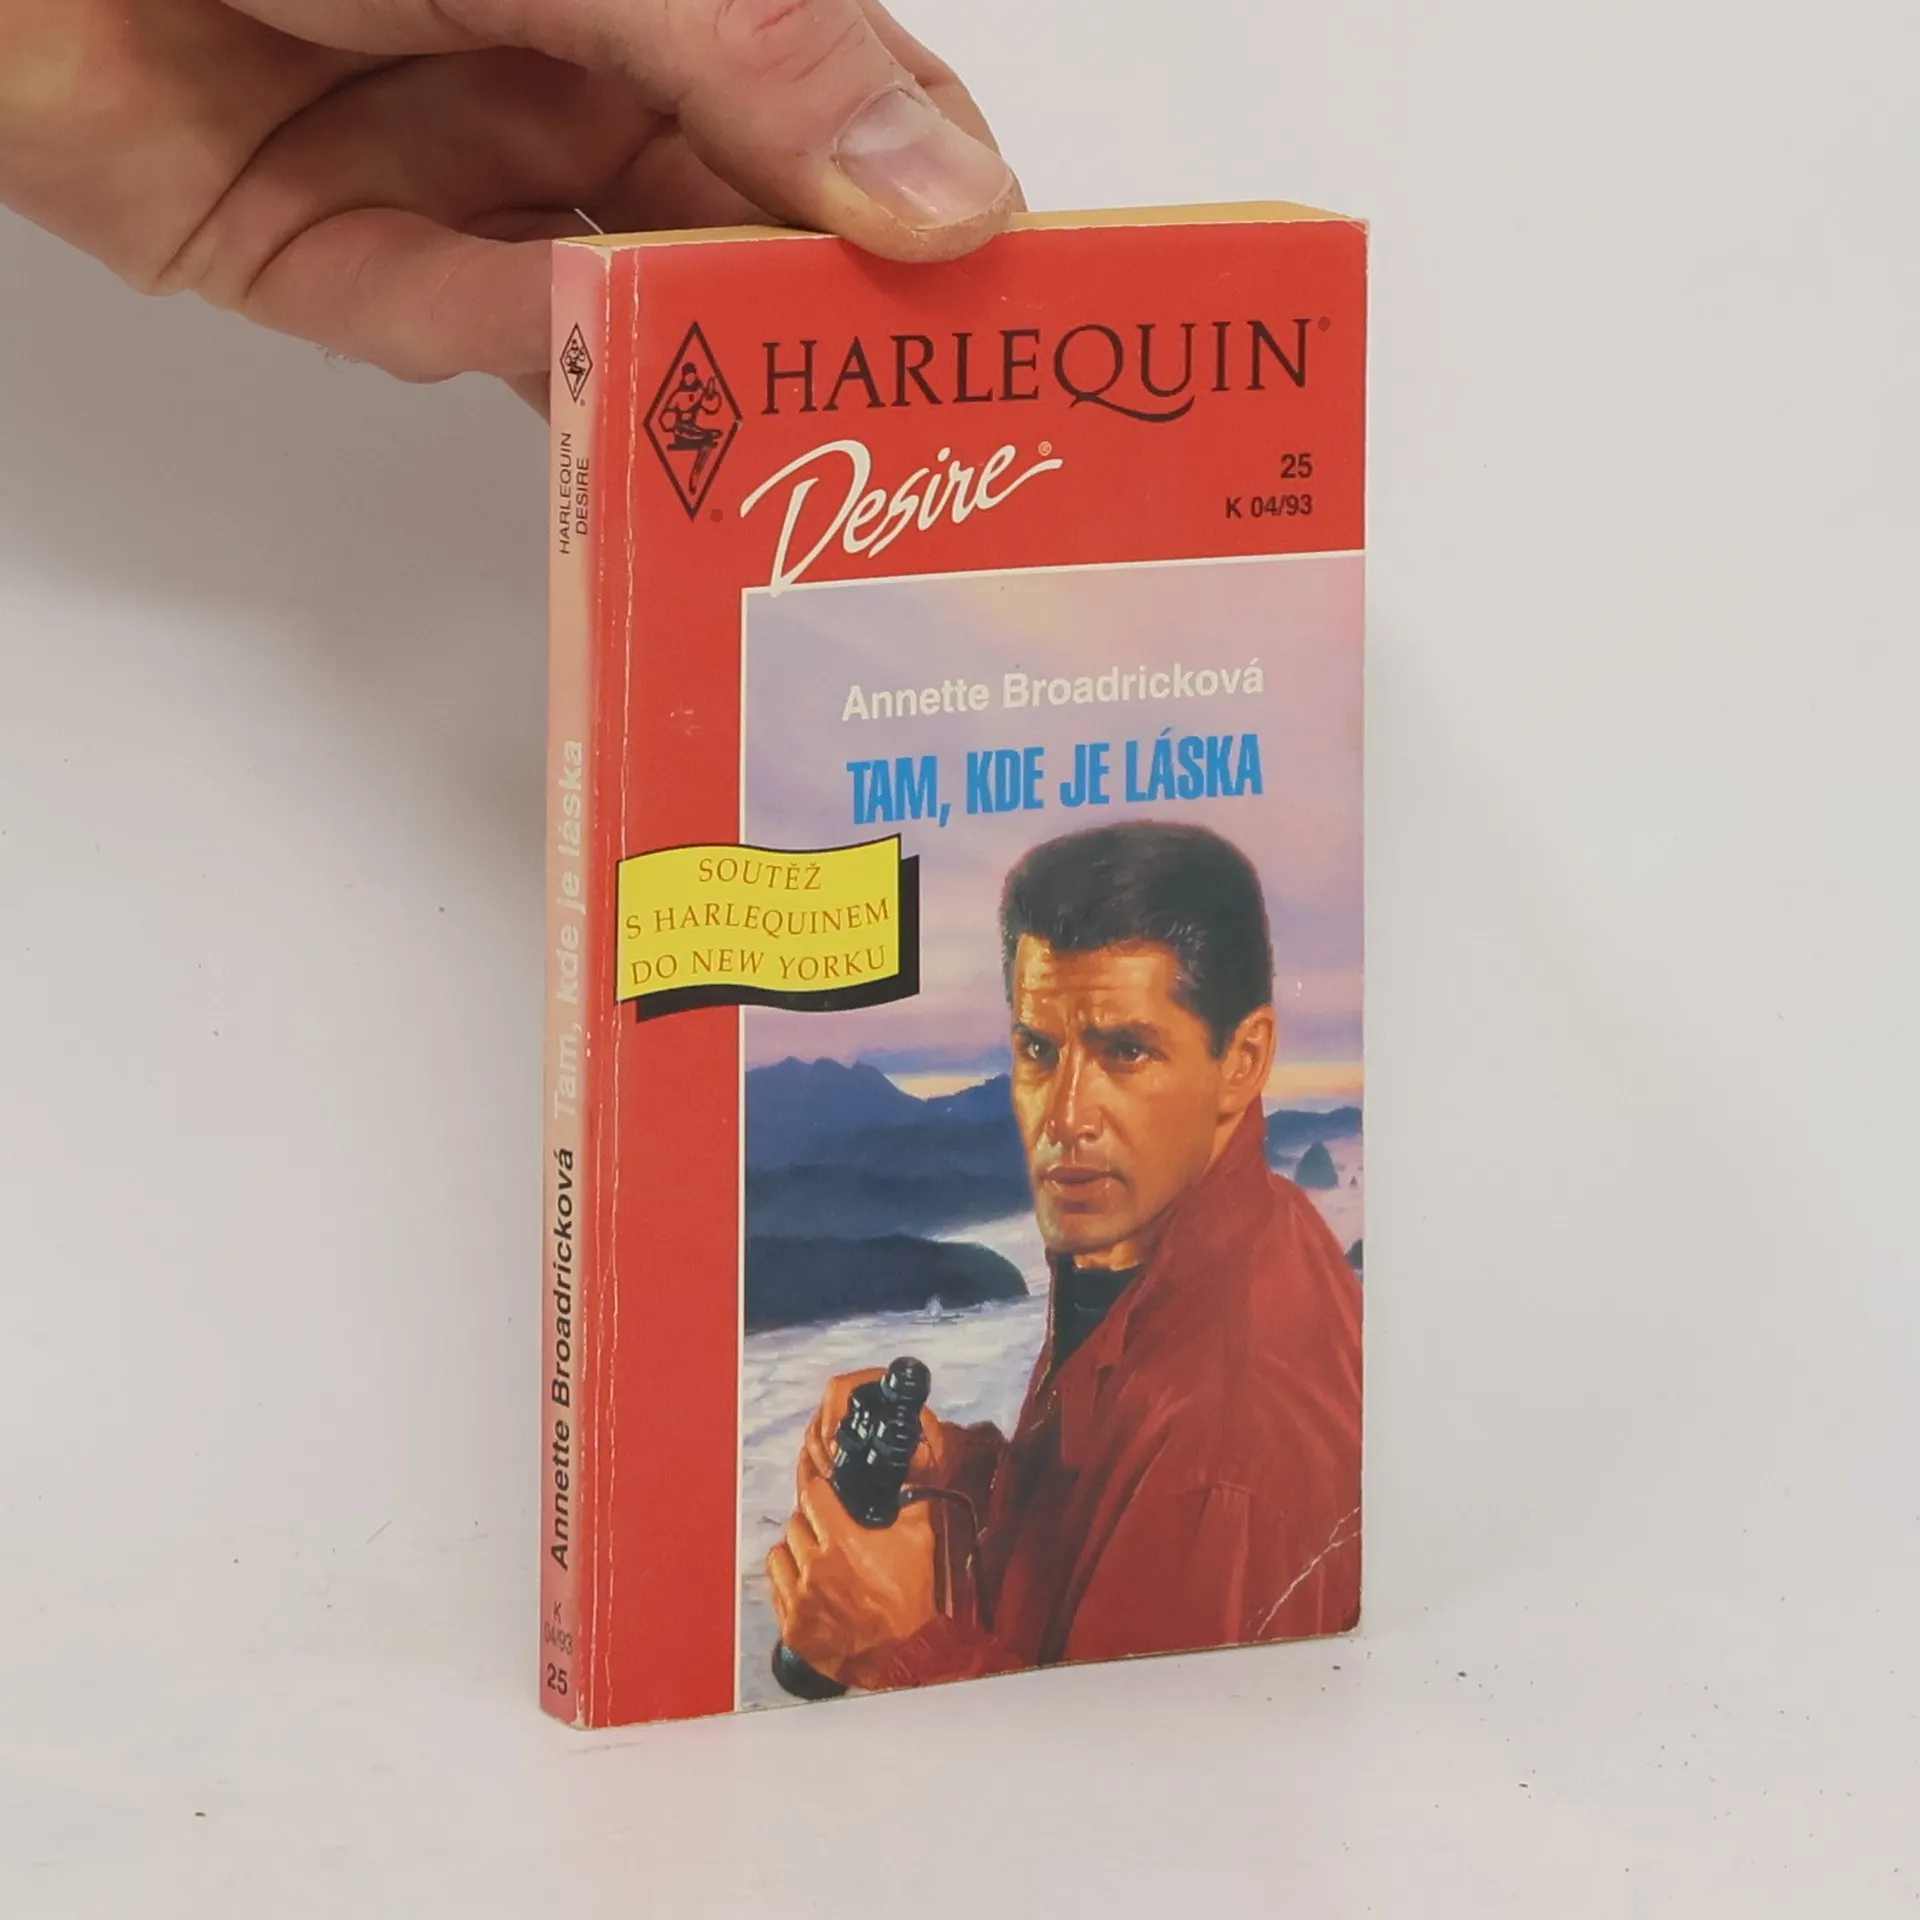 HARLEQUIN®
Desire®
25
K 04/93
Annette Broadricková
TAM, KDE JE LÁSKA
SOUTĚŽ
S HARLEQUINEM
DO NEW YORKU
HARLEQUIN
DESIRE
Annette Broadricková Tam, kde je láska
K
04/93
25